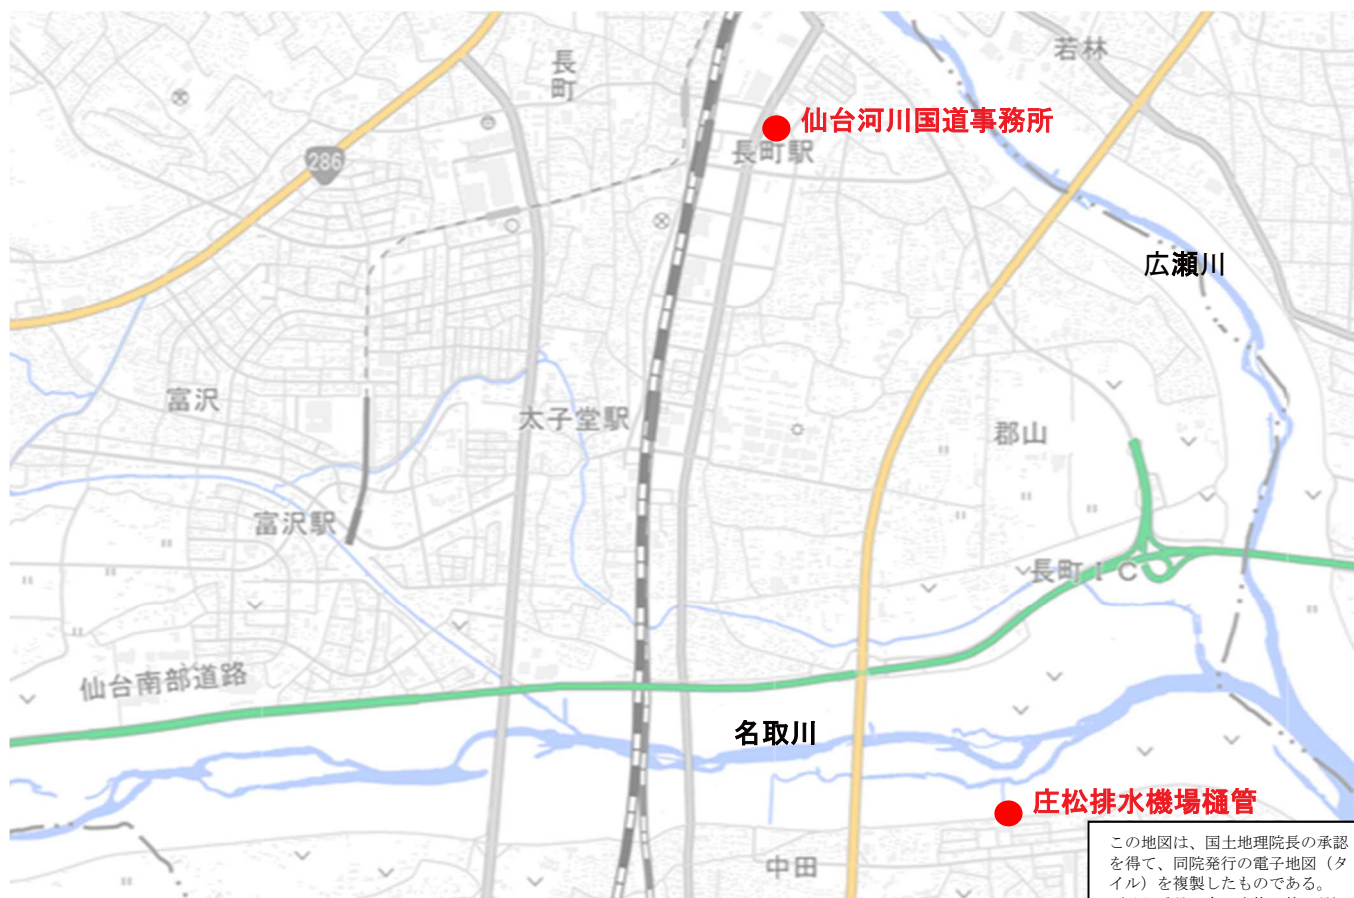 長町
若林
仙台河川国道事務所
長町駅
286
広瀬川
富沢
太子堂駅
郡山
富沢駅
長町IC
仙台南部道路
名取川
庄松排水機場樋管
中田
この地図は、国土地理院長の承認
を得て、同院発行の電子地図（タ
イル）を複製したものである。